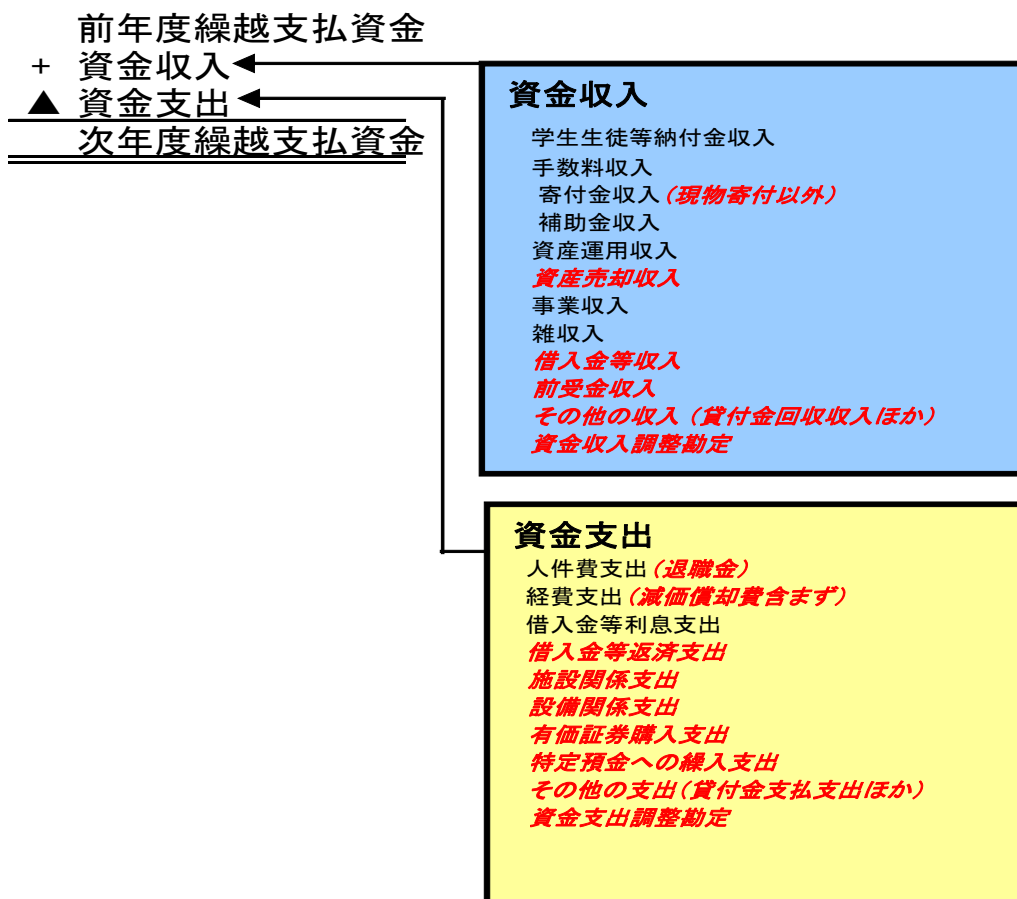 前年度繰越支払資金
+ 資金収入
▲ 資金支出
次年度繰越支払資金
資金収入
学生生徒等納付金収入
手数料収入
寄付金収入（現物寄付以外）
補助金収入
資産運用収入
資産売却収入
事業収入
雑収入
借入金等収入
前受金収入
その他の収入（貸付金回収収入ほか）
資金収入調整勘定
資金支出
人件費支出（退職金）
経費支出（減価償却費含まず）
借入金等利息支出
借入金等返済支出
施設関係支出
設備関係支出
有価証券購入支出
特定預金への繰入支出
その他の支出（貸付金支払支出ほか）
資金支出調整勘定